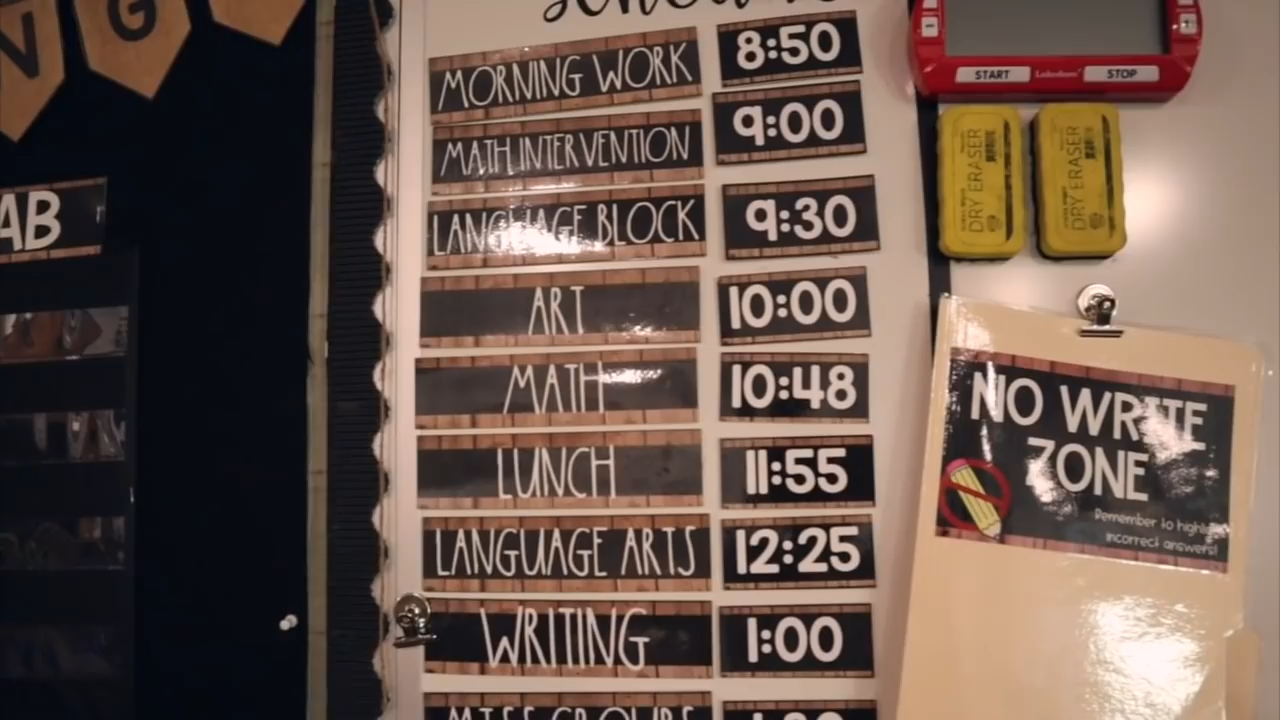 G
AB
MORNING WORK 8:50
MATH INTERVENTION 9:00
LANGUAGE BLOCK 9:30
ART 10:00
MATH 10:48
LUNCH 11:55
LANGUAGE ARTS 12:25
WRITING 1:00
START Lakeshore STOP
DRY ERASER
DRY ERASER
NO WRITE
ZONE
Remember to
incorrect answers!